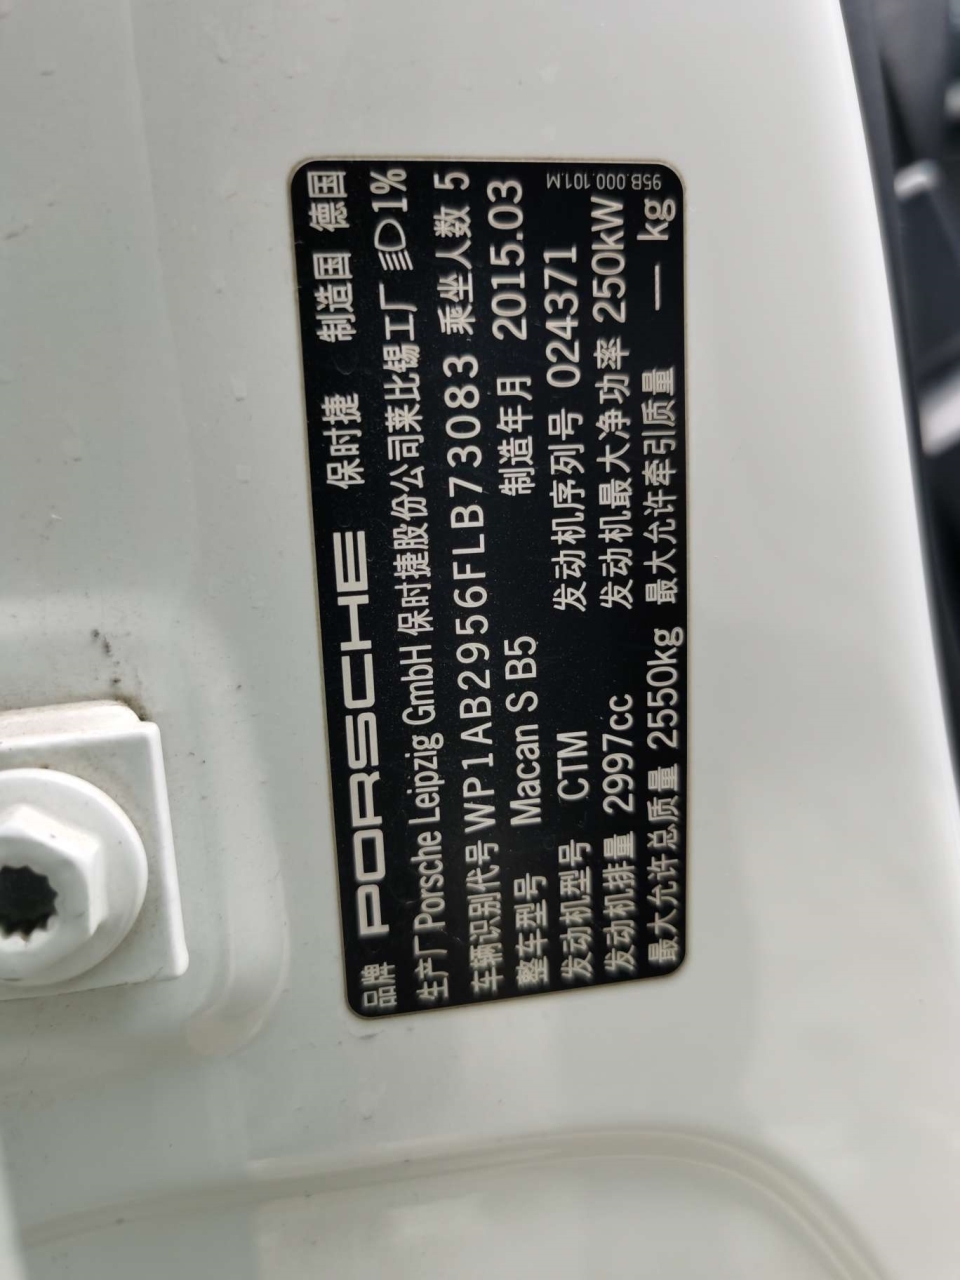 品牌 PORSCHE 保时捷 制造国 德国
生产厂 Porsche Leipzig GmbH 保时捷股份公司莱比锡工厂 1%
车辆识别代号 WP1AB2956FLB73083 乘坐人数 5
整车型号 Macan S B5 制造年月 2015.03
发动机型号 CTM 发动机序列号 024371
发动机排量 2997cc 发动机最大净功率 250kW
最大允许总质量 2550kg 最大允许牵引质量 — kg
95B.000.101.M